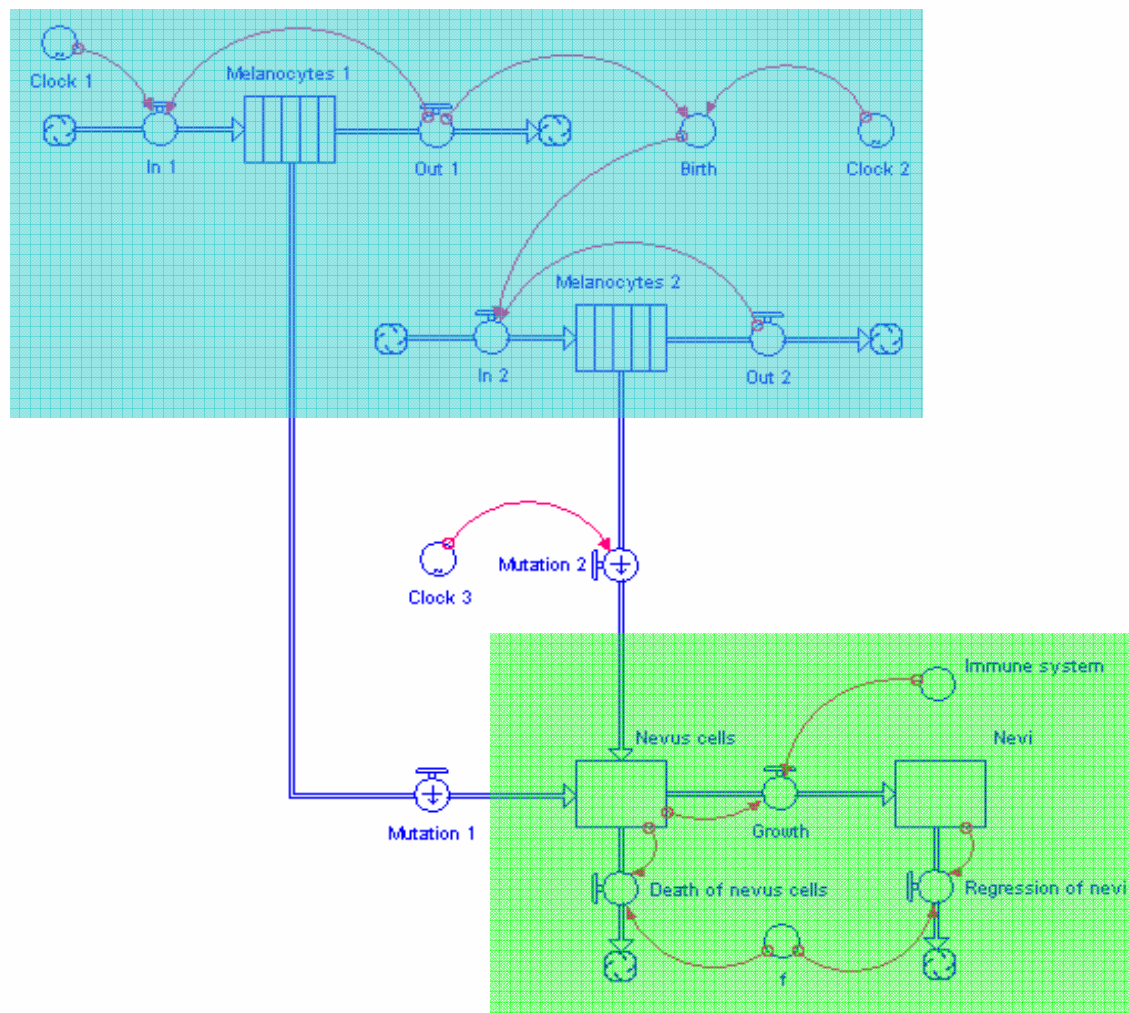 Clock 1
Melanocytes 1
In 1
Out 1
Birth
Clock 2
Melanocytes 2
In 2
Out 2
Mutation 2
Clock 3
Immune system
Nevus cells
Nevi
Mutation 1
Growth
Death of nevus cells
Regression of nevi
f